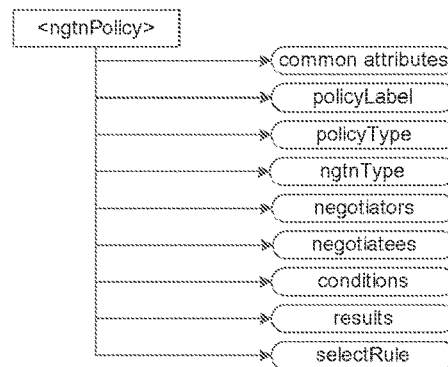 <ngtnPolicy>
common attributes
policyLabel
policyType
ngtnType
negotiators
negotiatees
conditions
results
selectRule